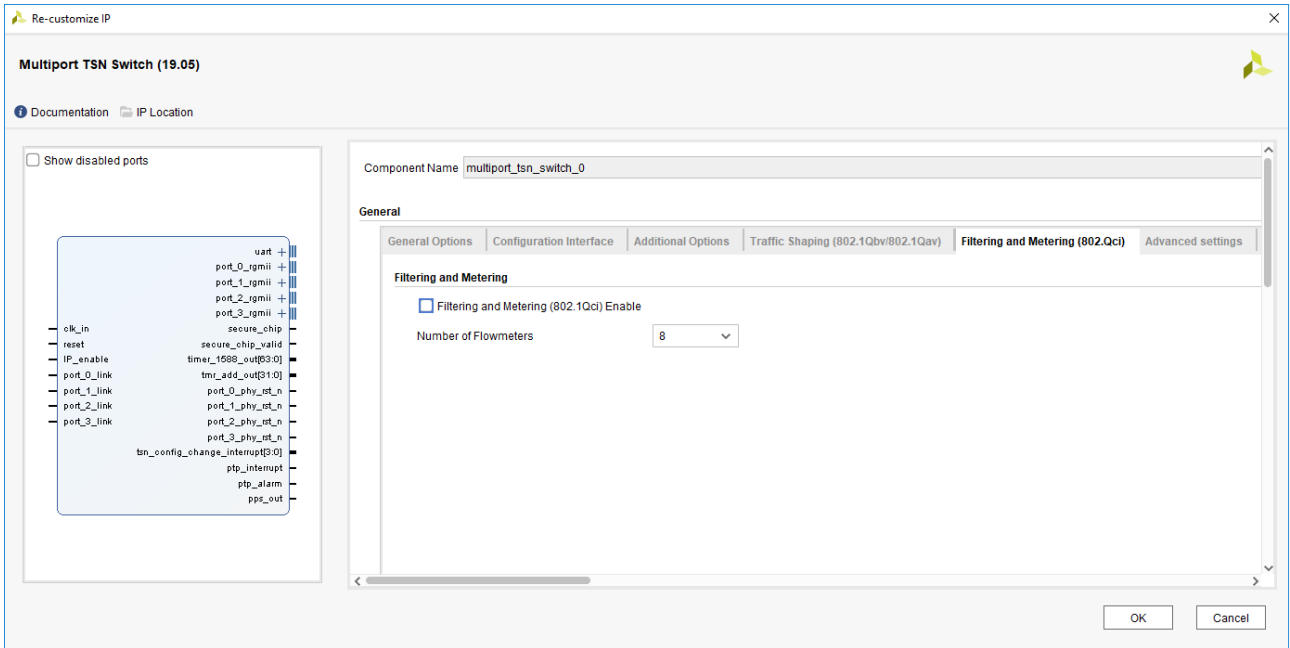 Re-customize IP
Multiport TSN Switch (19.05)
Documentation IP Location
Show disabled ports
uart
port_0_rgmii
port_1_rgmii
port_2_rgmii
port_3_rgmii
clk_in secure_chip
reset secure_chip_valid
IP_enable timer_1588_out[63:0]
port_0_link tmr_add_out[31:0]
port_1_link port_0_phy_rst_n
port_2_link port_1_phy_rst_n
port_3_link port_2_phy_rst_n
port_3_phy_rst_n
tsn_config_change_interrupt[3:0]
ptp_interrupt
ptp_alarm
pps_out
Component Name multiport_tsn_switch_0
General
General Options Configuration Interface Additional Options Traffic Shaping (802.1Qbv/802.1Qav) Filtering and Metering (802.Qci) Advanced settings
Filtering and Metering
Filtering and Metering (802.1Qci) Enable
Number of Flowmeters 8
OK Cancel